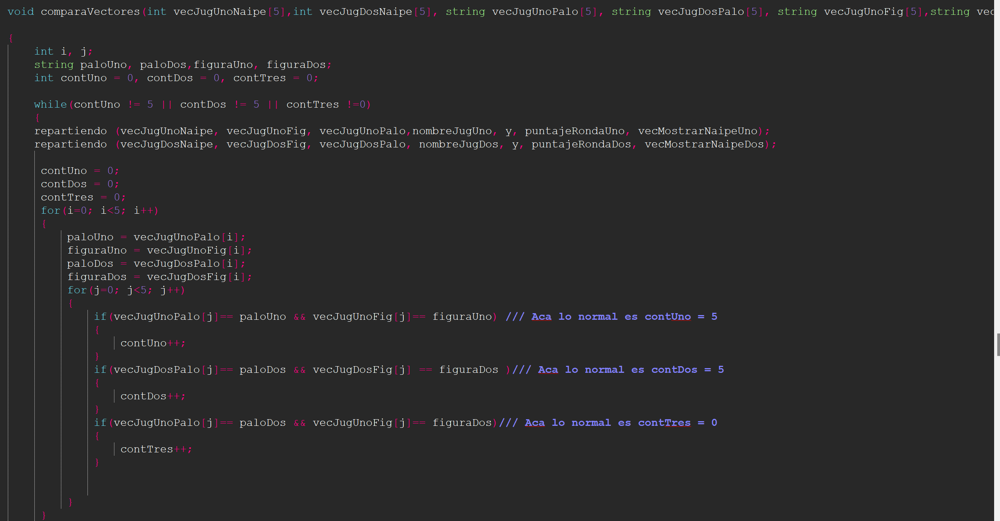 void comparaVectores(int vecJugUnoNaipe[5],int vecJugDosNaipe[5], string vecJugUnoPalo[5], string vecJugDosPalo[5], string vecJugUnoFig[5],string
{
int i, j;
string paloUno, paloDos,figuraUno, figuraDos;
int contUno = 0, contDos = 0, contTres = 0;
while(contUno != 5 || contDos != 5 || contTres !=0)
{
repartiendo (vecJugUnoNaipe, vecJugUnoFig, vecJugUnoPalo,nombreJugUno, y, puntajeRondaUno, vecMostrarNaipeUno);
repartiendo (vecJugDosNaipe, vecJugDosFig, vecJugDosPalo, nombreJugDos, y, puntajeRondaDos, vecMostrarNaipeDos);
contUno = 0;
contDos = 0;
contTres = 0;
for(i=0; i<5; i++)
{
paloUno = vecJugUnoPalo[i];
figuraUno = vecJugUnoFig[i];
paloDos = vecJugDosPalo[i];
figuraDos = vecJugDosFig[i];
for(j=0; j<5; j++)
{
if(vecJugUnoPalo[j]== paloUno && vecJugUnoFig[j]== figuraUno) /// Aca lo normal es contUno = 5
{
contUno++;
}
if(vecJugDosPalo[j]== paloDos && vecJugDosFig[j] == figuraDos )/// Aca lo normal es contDos = 5
{
contDos++;
}
if(vecJugUnoPalo[j]== paloDos && vecJugUnoFig[j]== figuraDos)/// Aca lo normal es contTres = 0
{
contTres++;
}
}
}